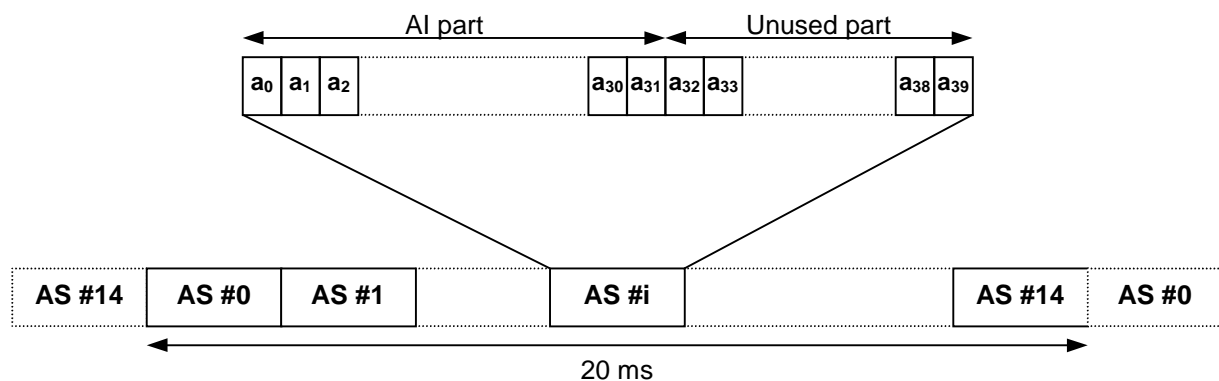 AI part Unused part
a₀ a₁ a₂ a₃₀ a₃₁ a₃₂ a₃₃ a₃₈ a₃₉
AS #14 AS #0 AS #1 AS #i AS #14 AS #0
20 ms